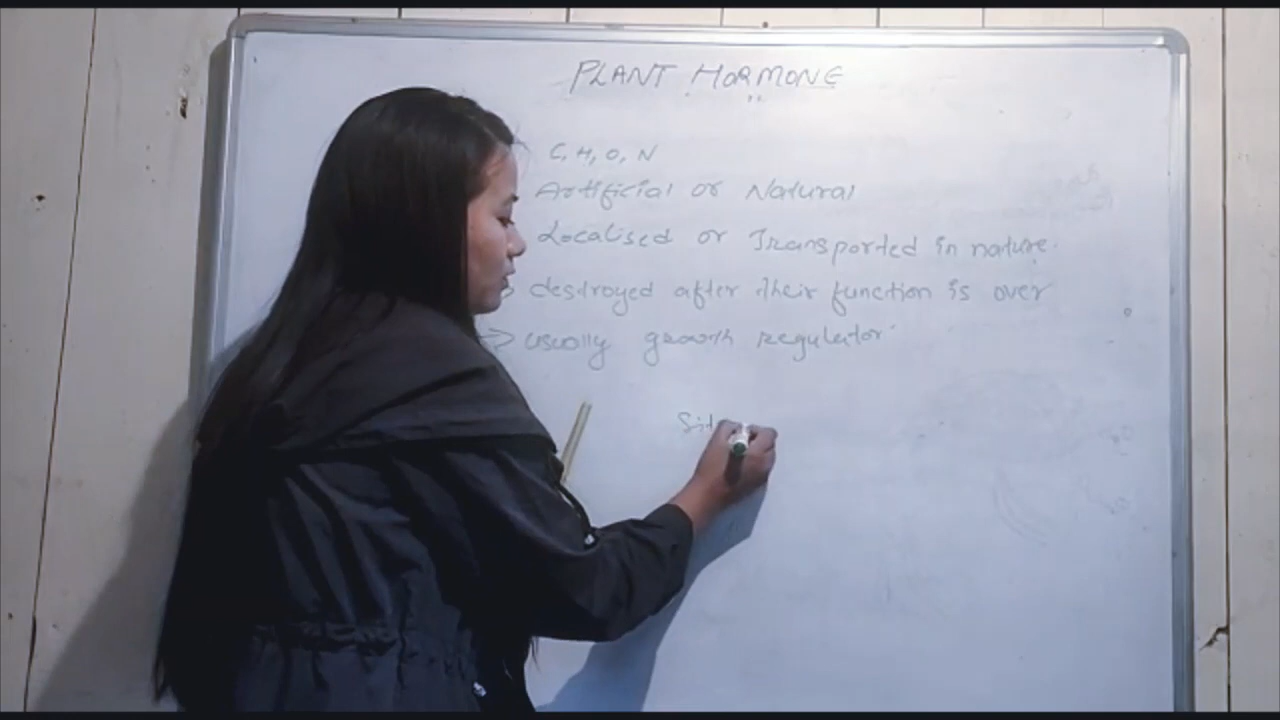 PLANT HORMONE
C, H, O, N
Artificial or Natural
Localised or Transported in nature.
destroyed after their function is over
→ usually growth regulator